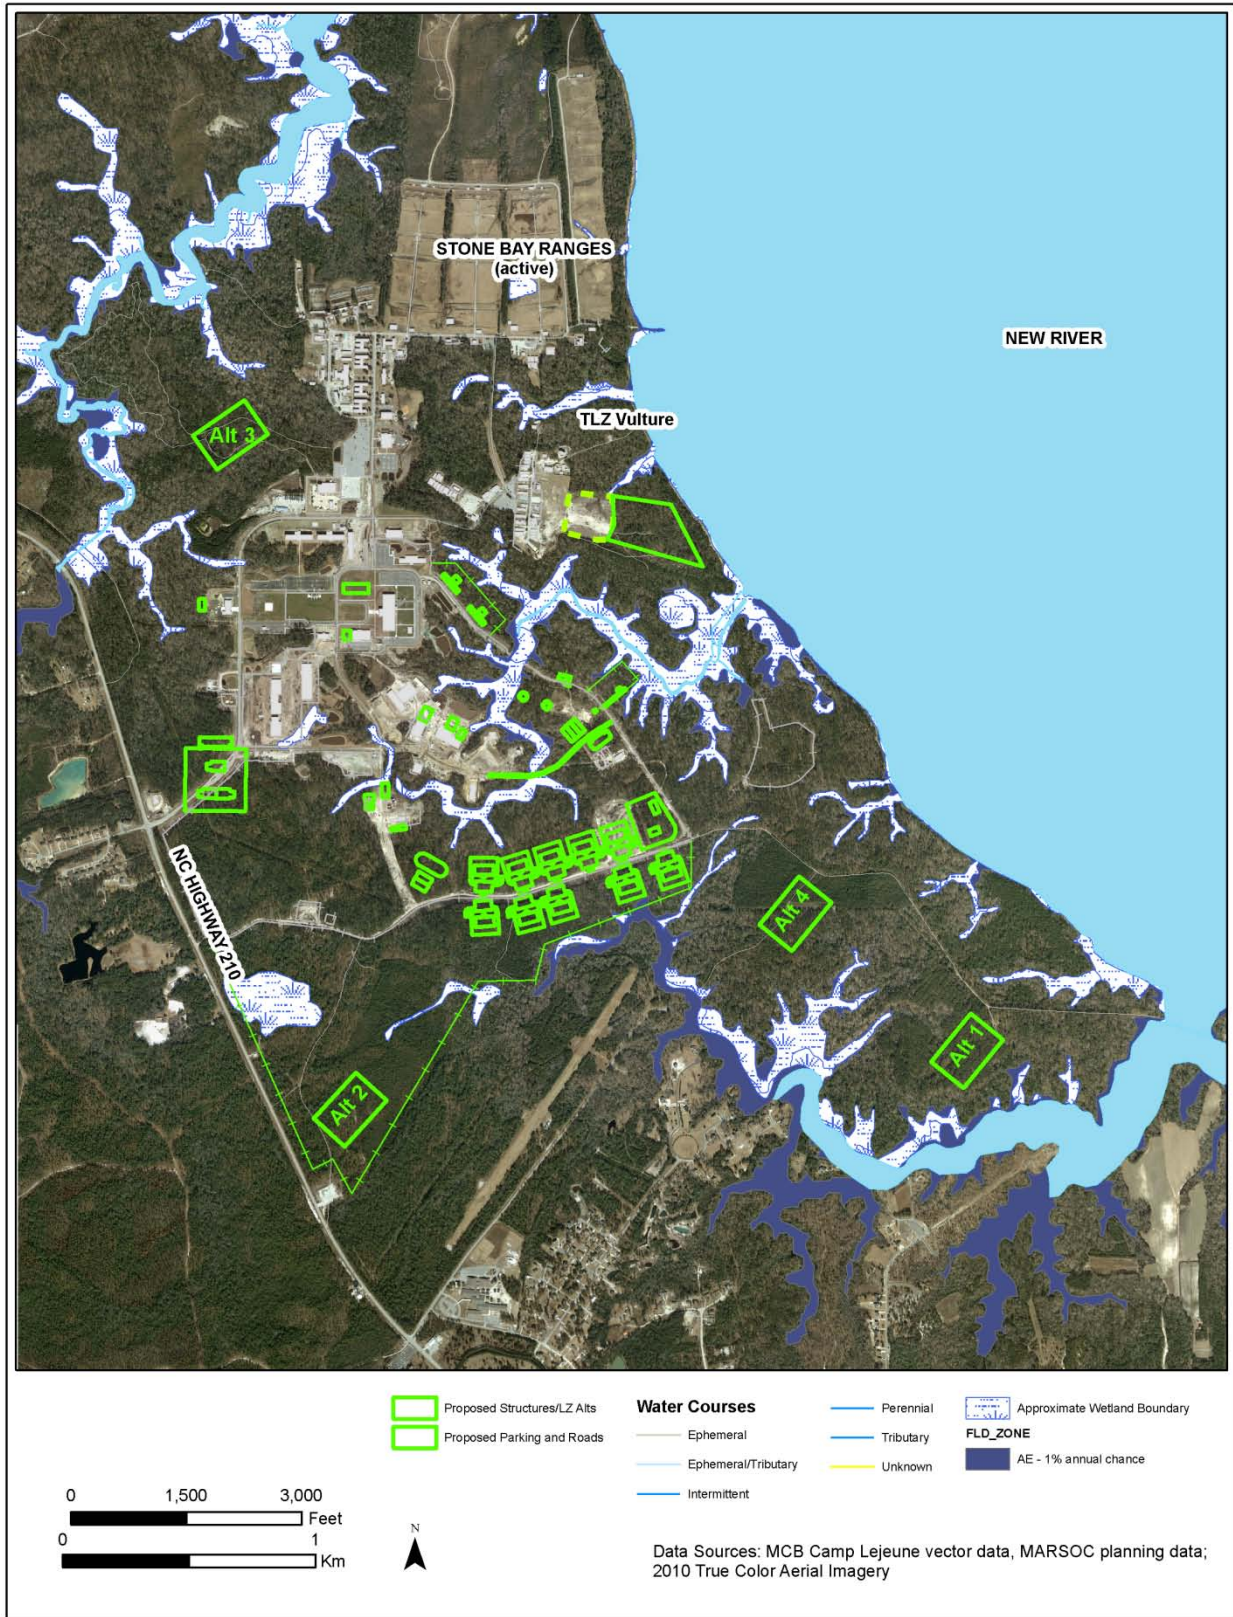 STONE BAY RANGES
(active)
NEW RIVER
TLZ Vulture
Alt 3
NC HIGHWAY 210
Alt 4
Alt 1
Alt 2
Proposed Structures/LZ Alts
Proposed Parking and Roads
Water Courses
Ephemeral
Ephemeral/Tributary
Intermittent
Perennial
Tributary
Unknown
Approximate Wetland Boundary
FLD_ZONE
AE - 1% annual chance
0 1,500 3,000
Feet
0 1
Km
N
Data Sources: MCB Camp Lejeune vector data, MARSOC planning data;
2010 True Color Aerial Imagery